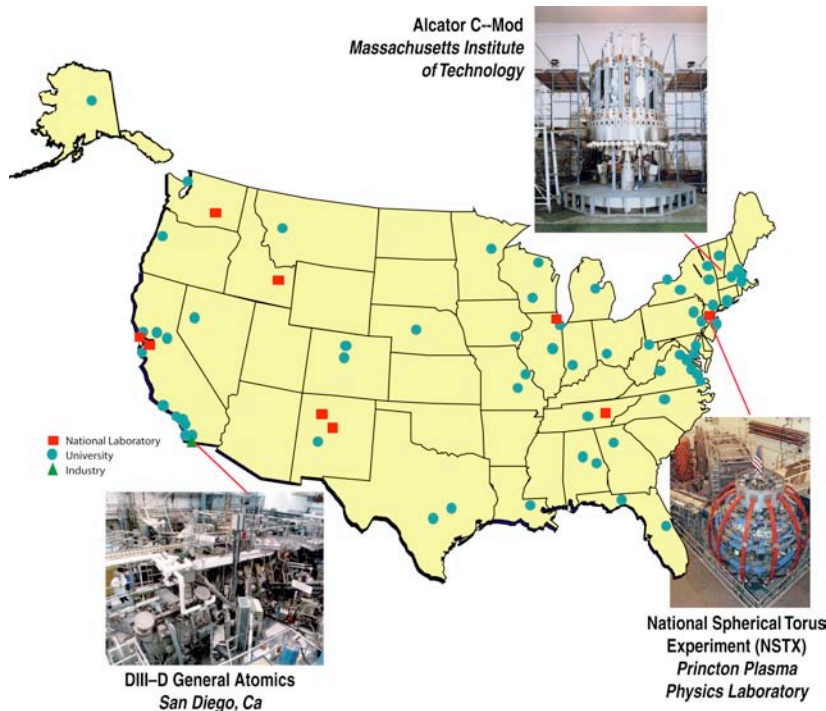 Alcator C--Mod
Massachusetts Institute
of Technology
National Laboratory
University
Industry
DIII–D General Atomics
San Diego, Ca
National Spherical Torus
Experiment (NSTX)
Princton Plasma
Physics Laboratory